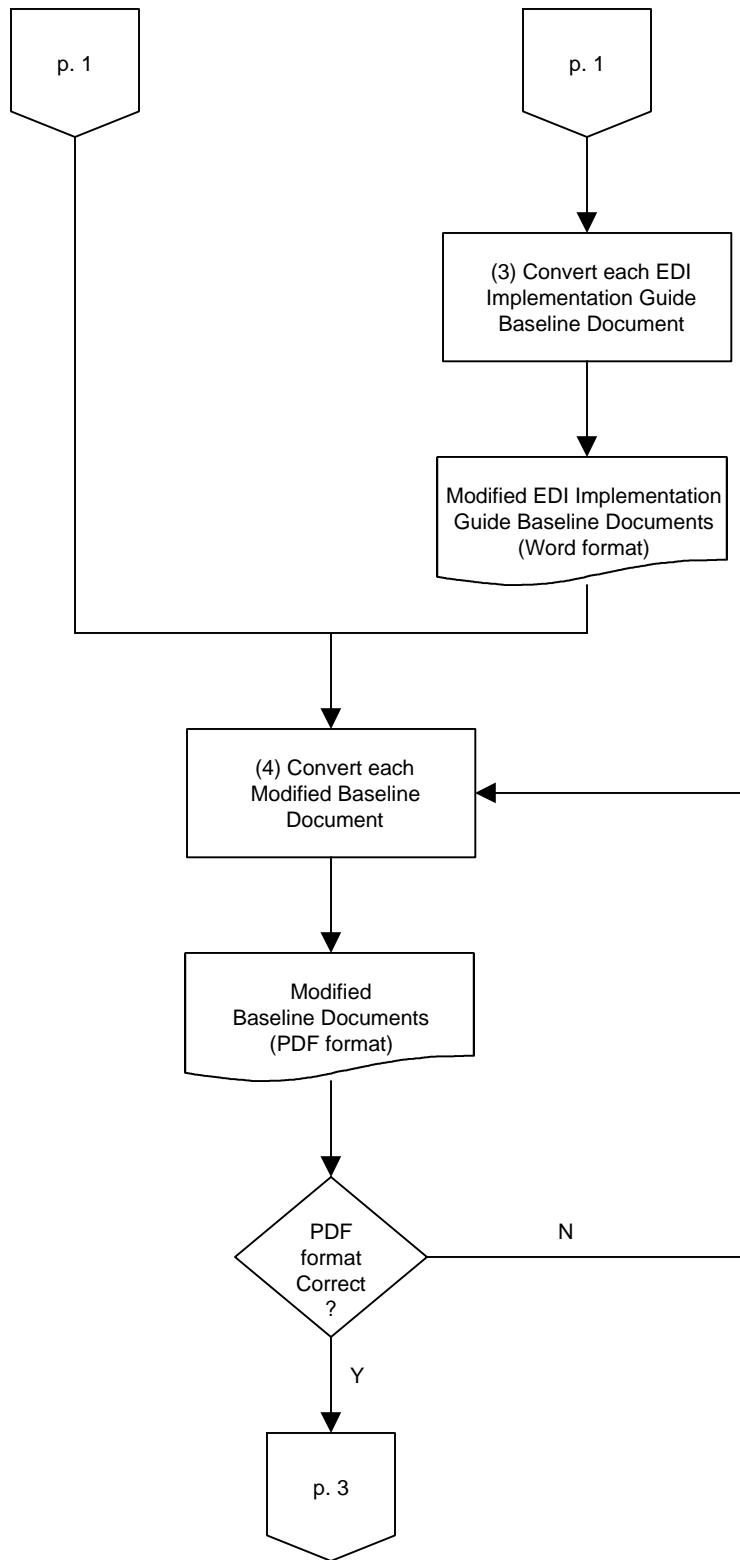 p. 1
p. 1
(3) Convert each EDI
Implementation Guide
Baseline Document
Modified EDI Implementation
Guide Baseline Documents
(Word format)
(4) Convert each
Modified Baseline
Document
Modified
Baseline Documents
(PDF format)
PDF
format
Correct
?
N
Y
p. 3